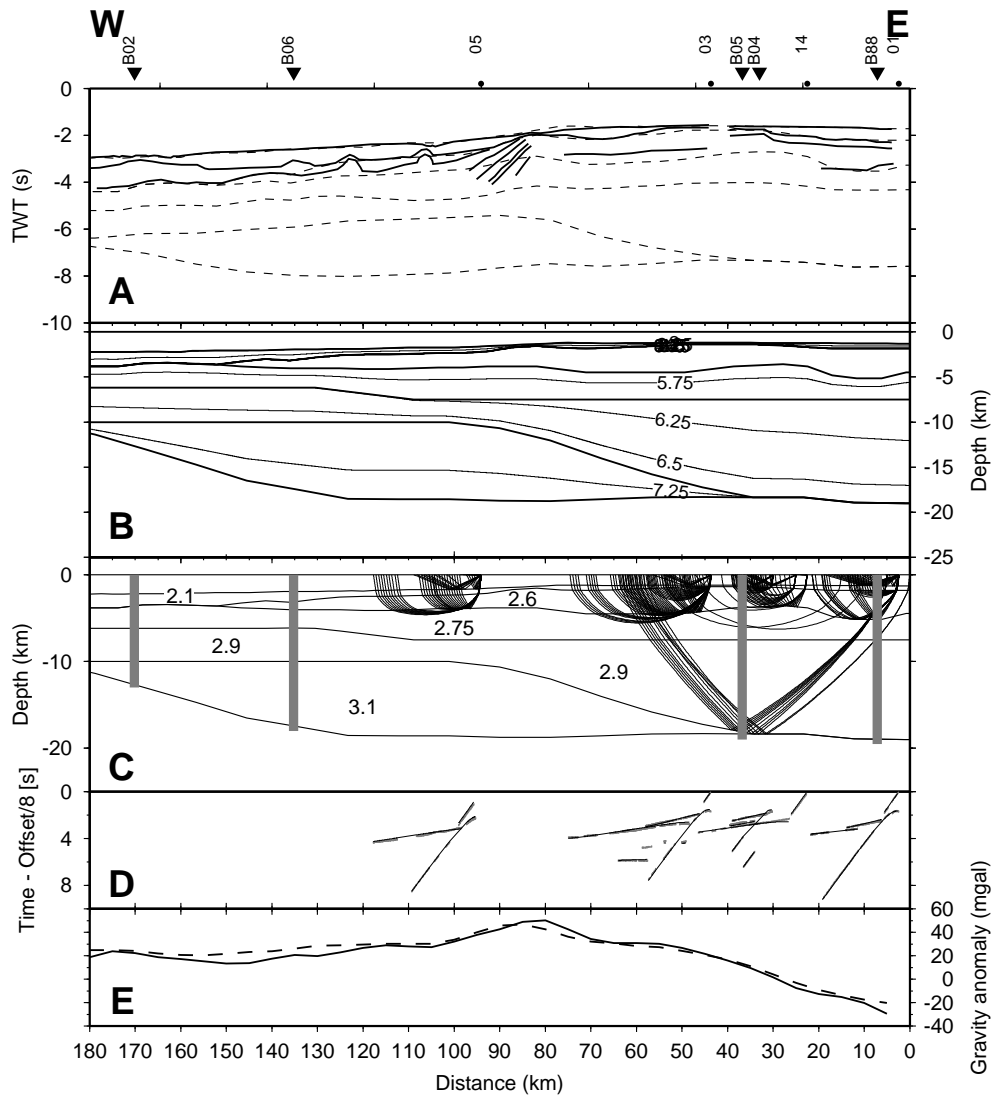 W E
B02 B06 05 03 B05 B04 14 B88 01
0
-2
-4
-6
-8
-10
TWT (s)
A
0
-5
-10
-15
-20
-25
Depth (km)
5.75
6.25
6.5
7.25
B
0
-10
-20
Depth (km)
2.1
2.6
2.75
2.9
2.9
3.1
C
0
4
8
Time - Offset/8 [s]
D
60
40
20
0
-20
-40
Gravity anomaly (mgal)
E
180 170 160 150 140 130 120 110 100 90 80 70 60 50 40 30 20 10 0
Distance (km)